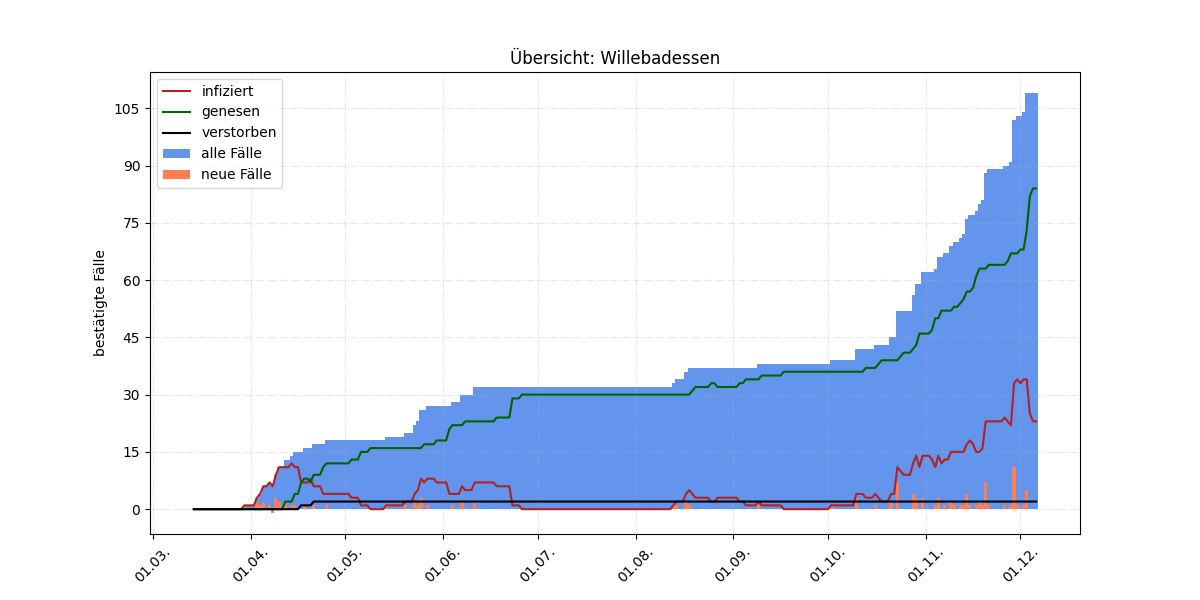 Übersicht: Willebadessen
infiziert
genesen
verstorben
alle Fälle
neue Fälle
bestätigte Fälle
105
90
75
60
45
30
15
0
01.03.
01.04.
01.05.
01.06.
01.07.
01.08.
01.09.
01.10.
01.11.
01.12.